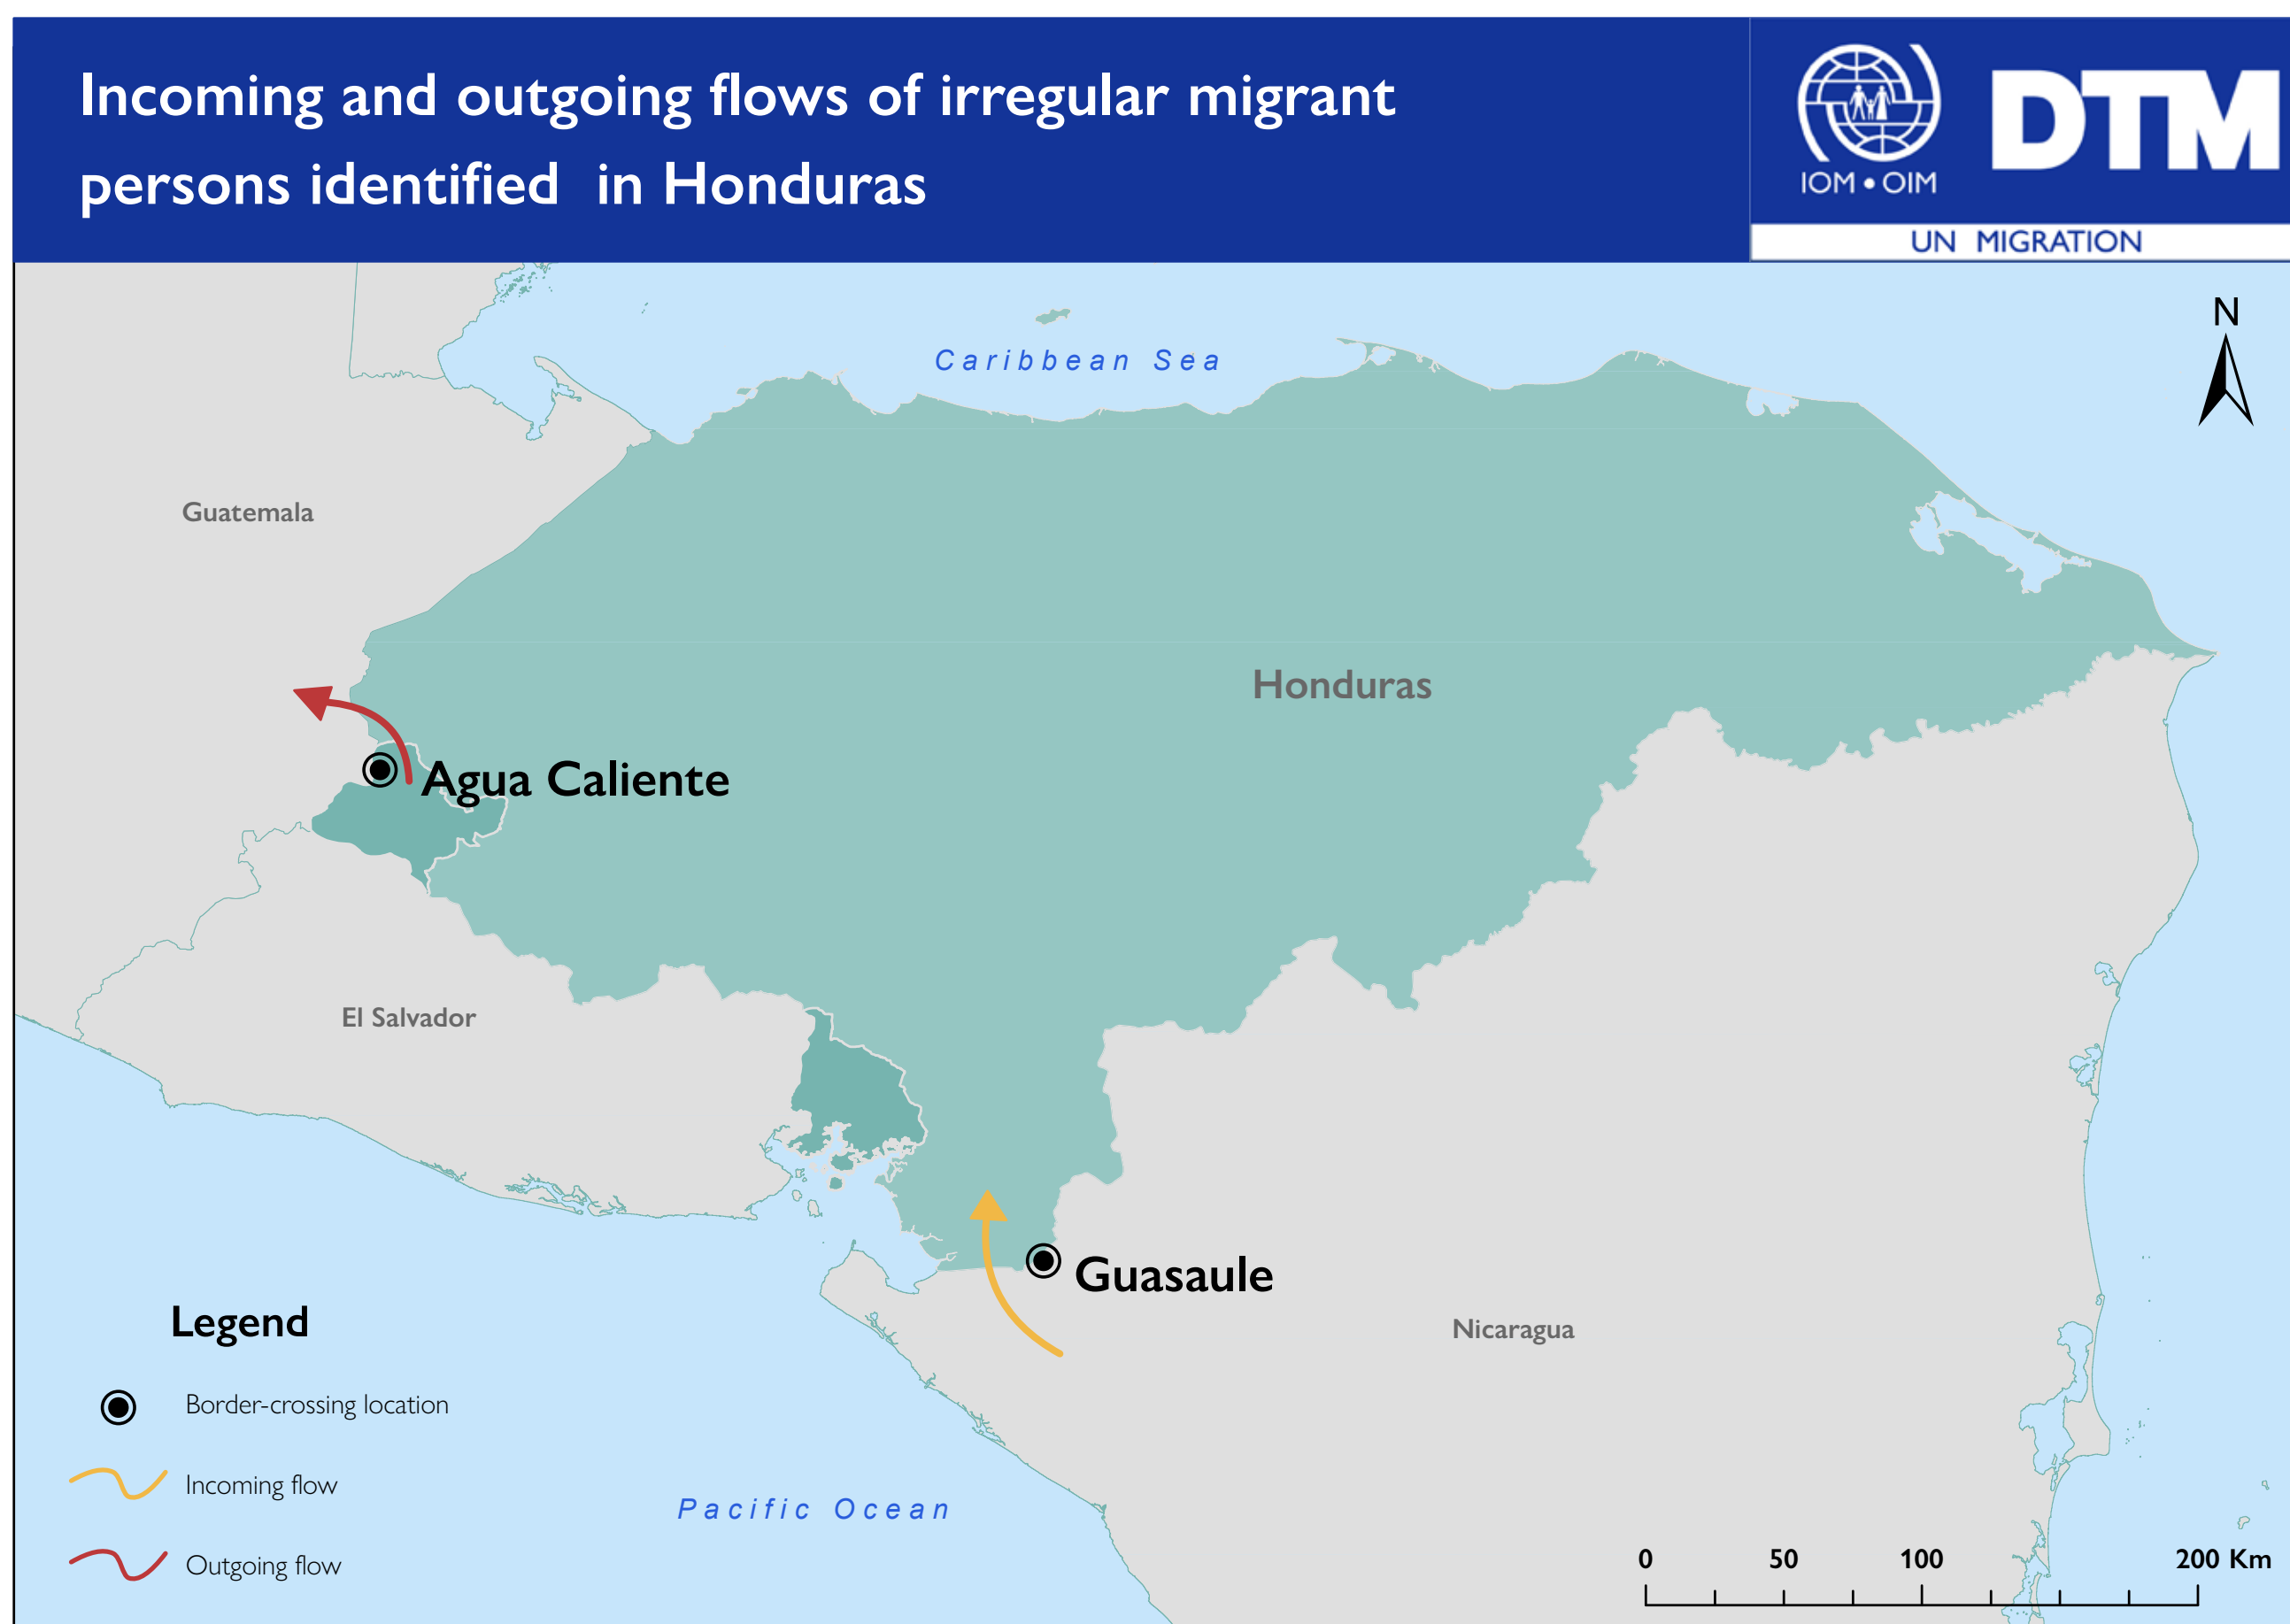 Incoming and outgoing flows of irregular migrant
persons identified in Honduras
IOM • OIM
DTM
UN MIGRATION
N
Caribbean Sea
Guatemala
Honduras
Agua Caliente
El Salvador
Guasaule
Nicaragua
Pacific Ocean
Legend
Border-crossing location
Incoming flow
Outgoing flow
0 50 100 200 Km